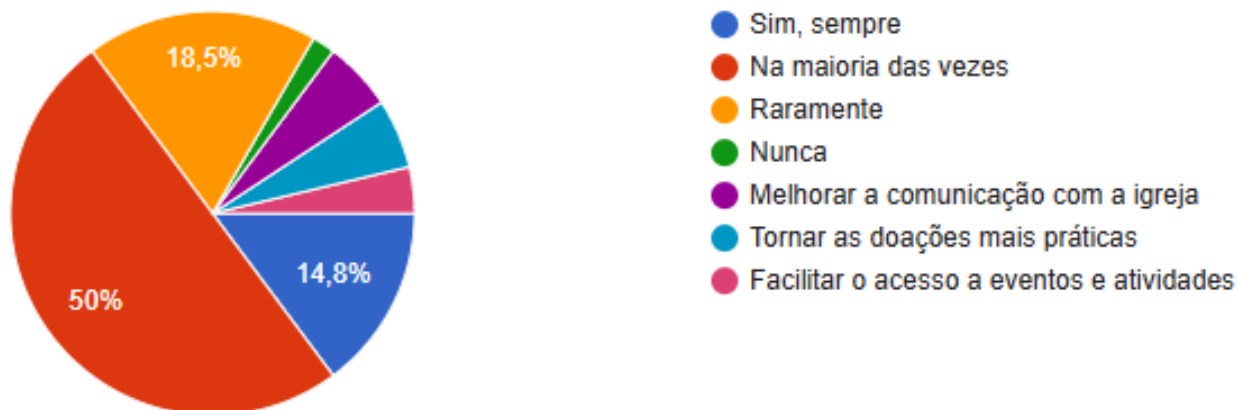 18,5%
14,8%
50%
Sim, sempre
Na maioria das vezes
Raramente
Nunca
Melhorar a comunicação com a igreja
Tornar as doações mais práticas
Facilitar o acesso a eventos e atividades